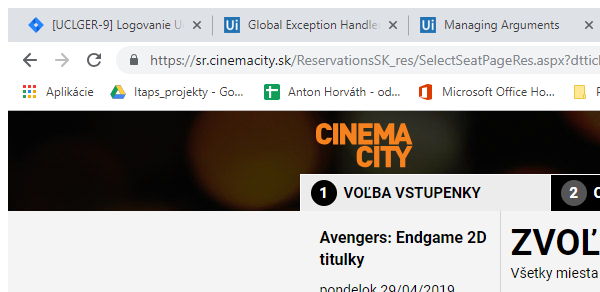 [UCLGER-9] Logovanie
Global Exception Handler
Managing Arguments
https://sr.cinemacity.sk/ReservationsSK_res/SelectSeatPageRes.aspx?dttic
Aplikácie
Itaps_projekty - Go...
Anton Horváth - od...
Microsoft Office Ho...
CINEMA
CITY
1 VOĽBA VSTUPENKY
2
Avengers: Endgame 2D
titulky
pondelok 29/04/2019
ZVOĽ
Všetky miesta